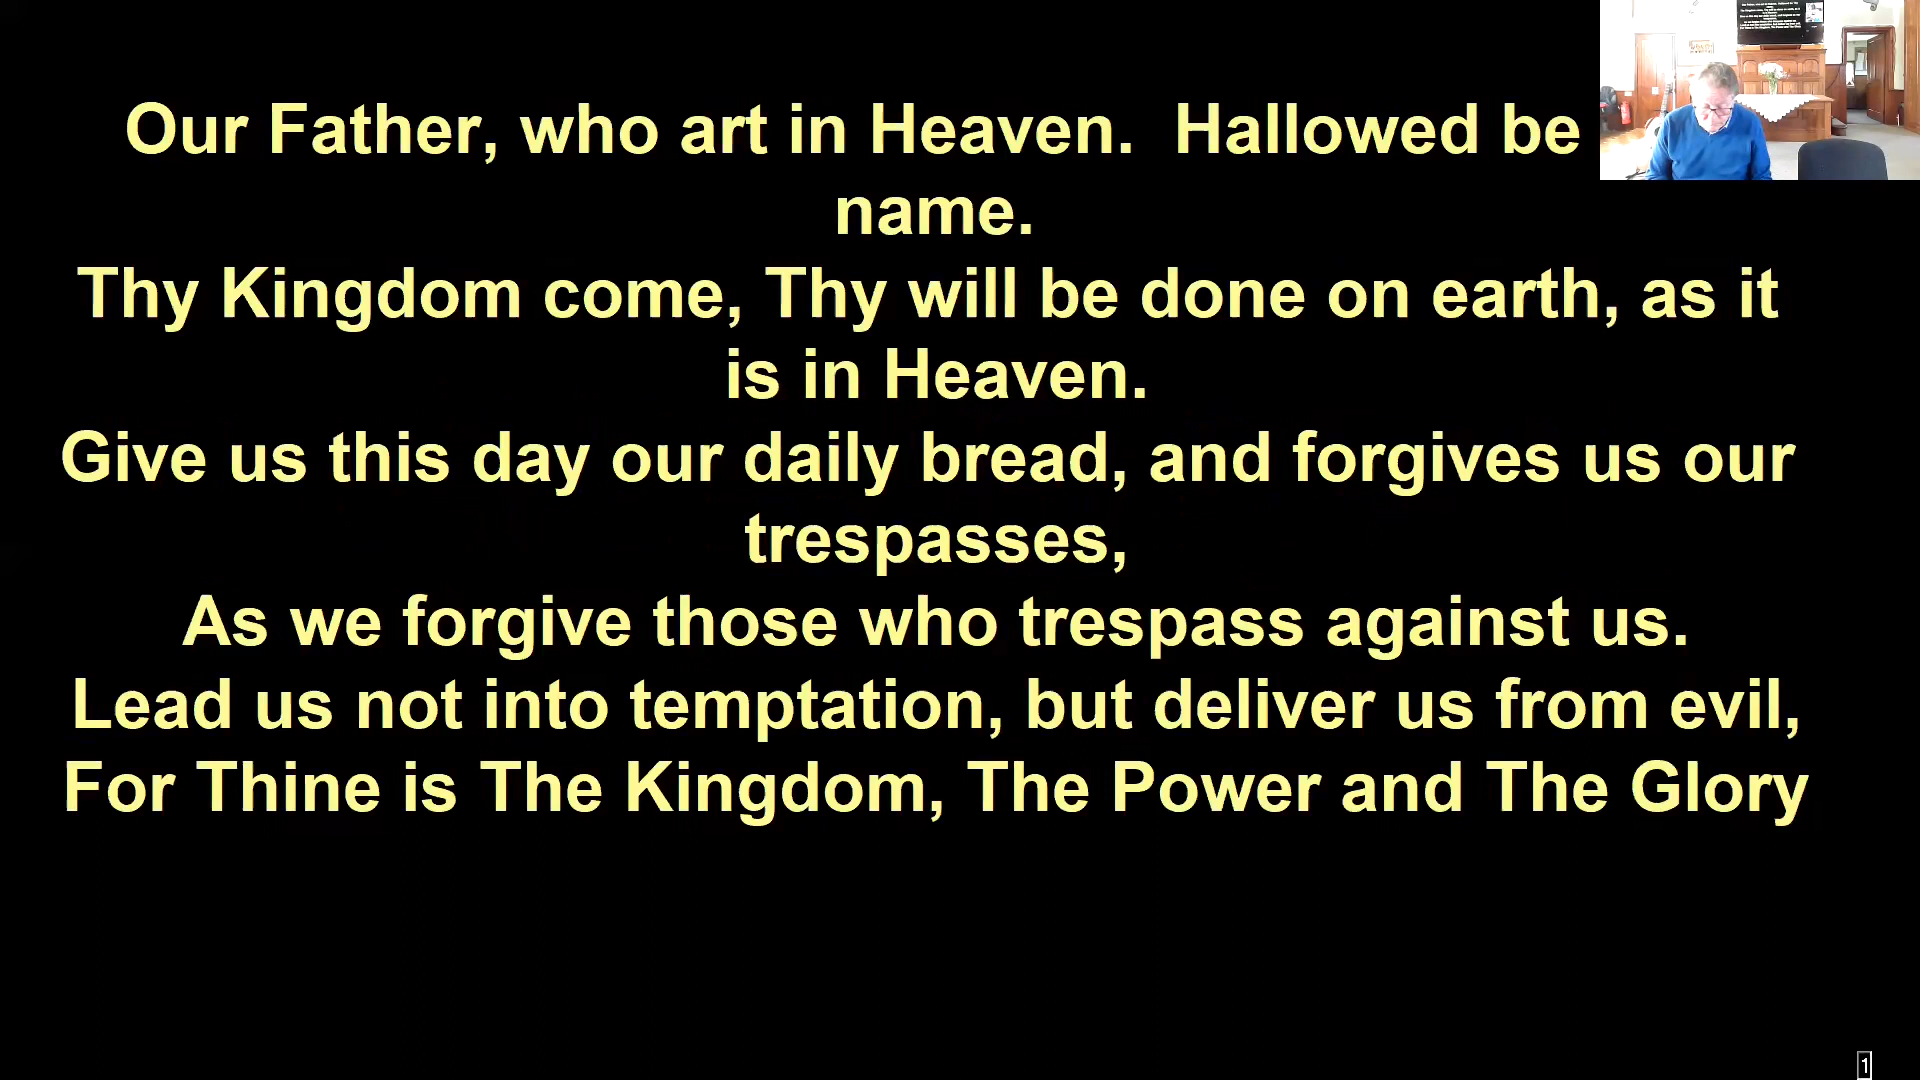 Our Father, who art in Heaven.  Hallowed be
name.
Thy Kingdom come, Thy will be done on earth, as it
is in Heaven.
Give us this day our daily bread, and forgives us our
trespasses,
As we forgive those who trespass against us.
Lead us not into temptation, but deliver us from evil,
For Thine is The Kingdom, The Power and The Glory
1